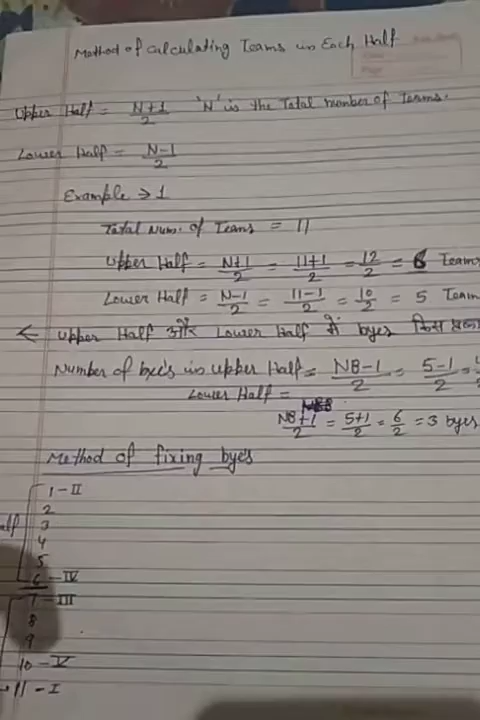 Method of Calculating Teams in Each Half
Upper Half = N+1/2 'N' is the Total number of Teams.
Lower Half = N-1/2
Example → 1
Total Num. of Teams = 11
Upper Half = N+1/2 = 11+1/2 = 12/2 = 6 Teams
Lower Half = N-1/2 = 11-1/2 = 10/2 = 5 Team
← Upper Half और Lower Half में byes किस
Number of bye's in upper Half = NB-1/2 = 5-1/2 = 4/2
Lower Half =
NB+1/2 = 5+1/2 = 6/2 = 3 byes
Method of fixing bye's
1 - II
2
alf 3
4
5
6 - IV
7 - III
8
9
10 - V
11 - I